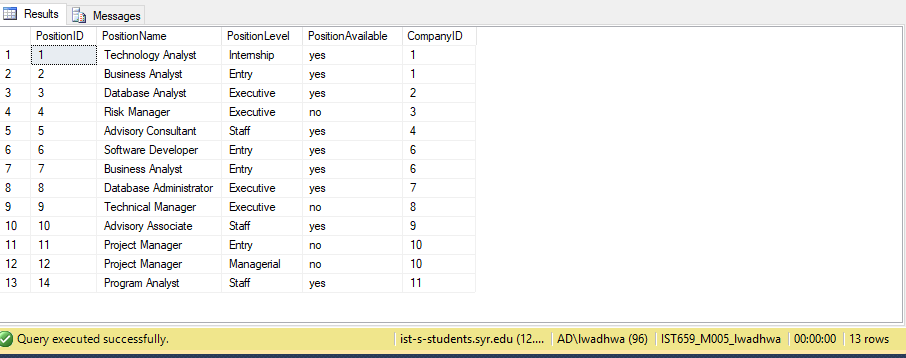 Results Messages
PositionID PositionName PositionLevel PositionAvailable CompanyID
1 1 Technology Analyst Internship yes 1
2 2 Business Analyst Entry yes 1
3 3 Database Analyst Executive yes 2
4 4 Risk Manager Executive no 3
5 5 Advisory Consultant Staff yes 4
6 6 Software Developer Entry yes 6
7 7 Business Analyst Entry yes 6
8 8 Database Administrator Executive yes 7
9 9 Technical Manager Executive no 8
10 10 Advisory Associate Staff yes 9
11 11 Project Manager Entry no 10
12 12 Project Manager Managerial no 10
13 14 Program Analyst Staff yes 11
Query executed successfully. ist-s-students.syr.edu (12.... AD\lwadhwa (96) IST659_M005_lwadhwa 00:00:00 13 rows